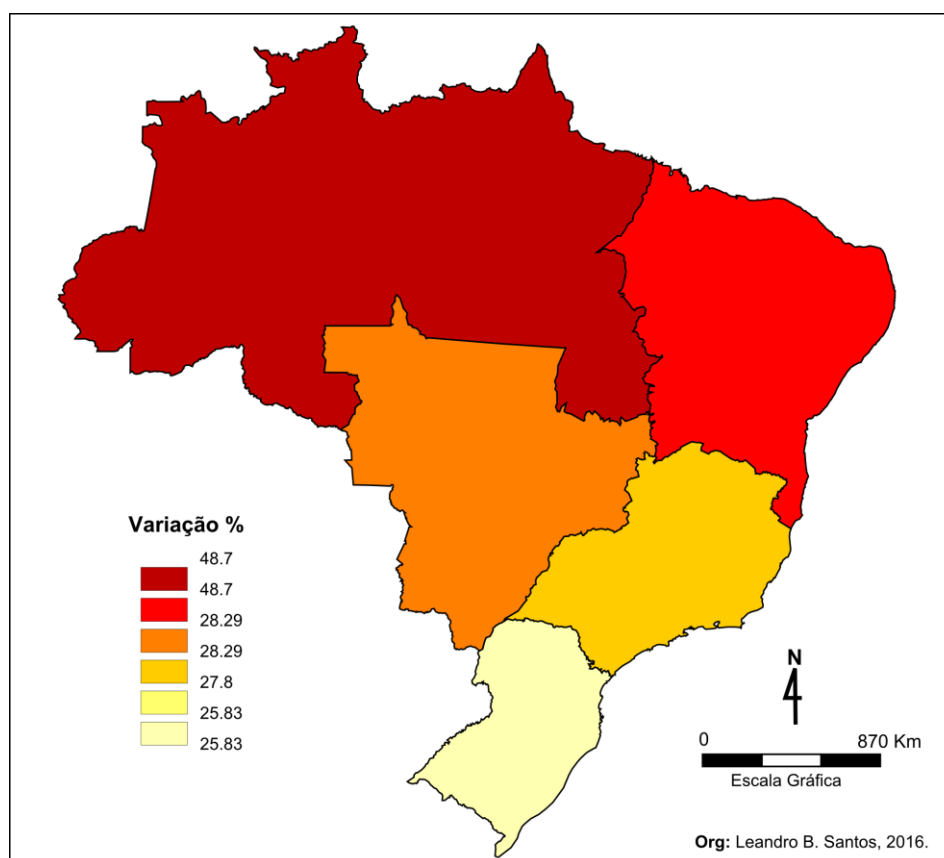 Variação %
48.7
48.7
28.29
28.29
27.8
25.83
25.83
N
0 870 Km
Escala Gráfica
Org: Leandro B. Santos, 2016.